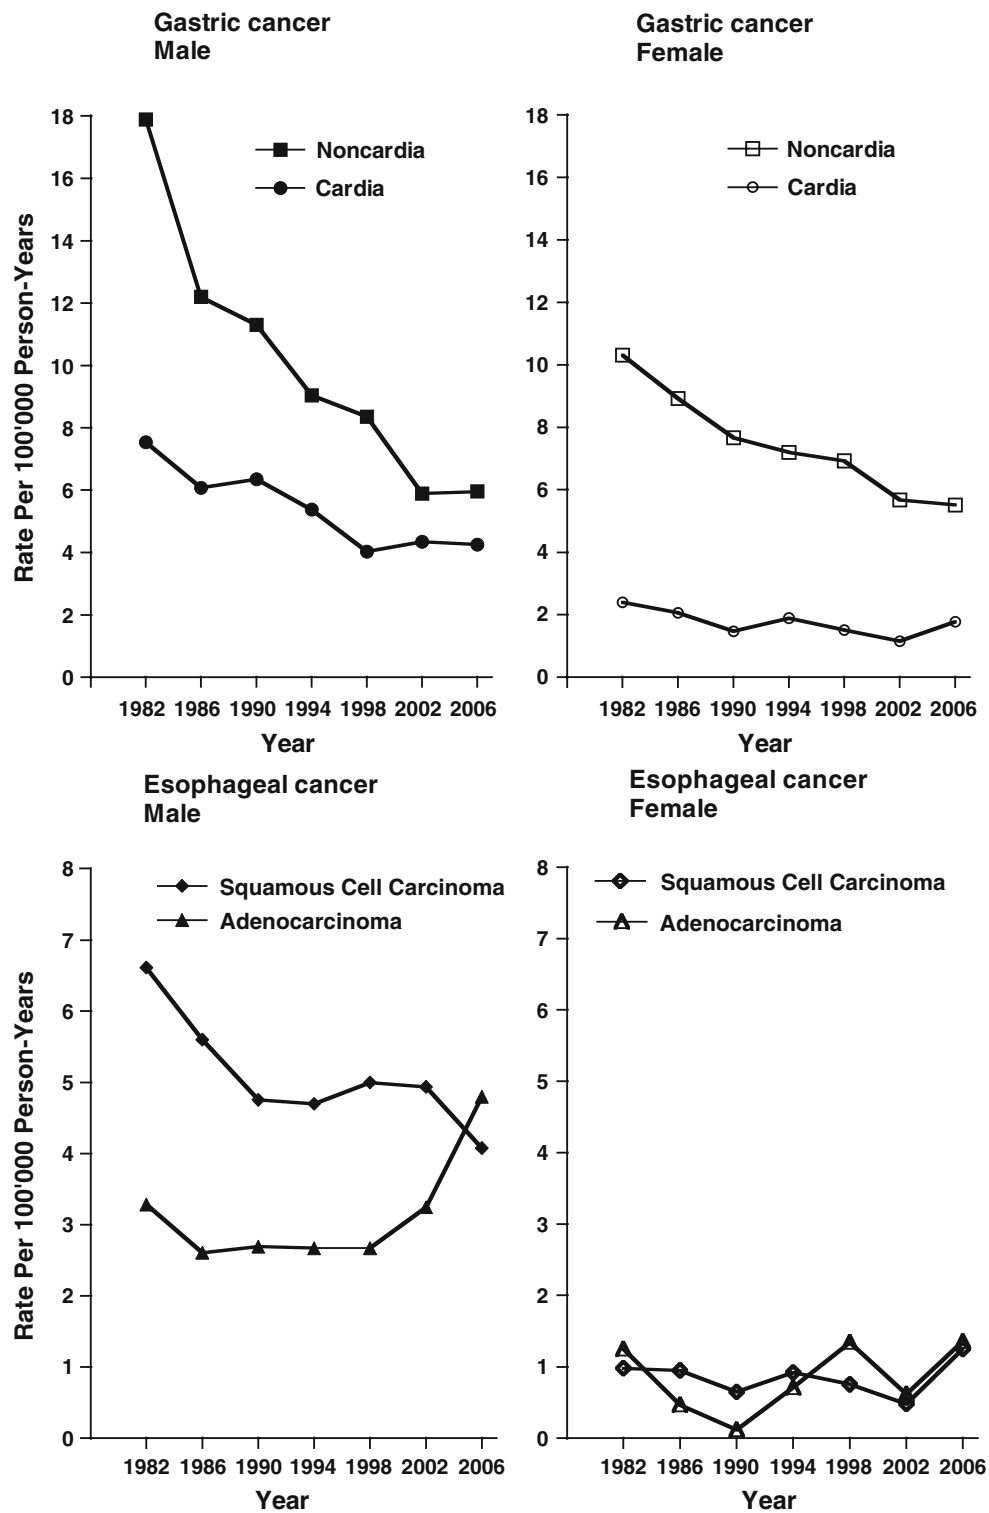 Gastric cancer
Male
18
16
14
12
10
8
6
4
2
0
Rate Per 100'000 Person-Years
Noncardia
Cardia
1982 1986 1990 1994 1998 2002 2006
Year
Gastric cancer
Female
18
16
14
12
10
8
6
4
2
0
Noncardia
Cardia
1982 1986 1990 1994 1998 2002 2006
Year
Esophageal cancer
Male
8
7
6
5
4
3
2
1
0
Rate Per 100'000 Person-Years
Squamous Cell Carcinoma
Adenocarcinoma
1982 1986 1990 1994 1998 2002 2006
Year
Esophageal cancer
Female
8
7
6
5
4
3
2
1
0
Squamous Cell Carcinoma
Adenocarcinoma
1982 1986 1990 1994 1998 2002 2006
Year